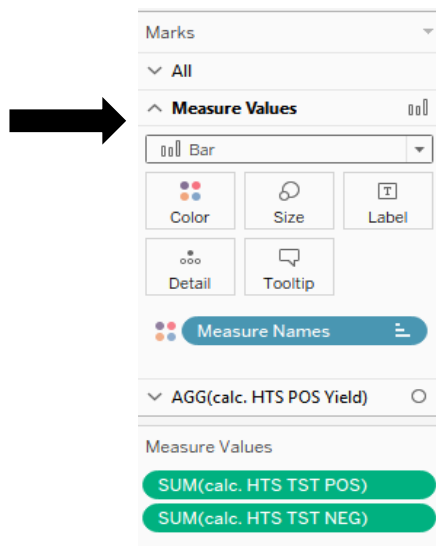 Marks
All
Measure Values
Bar
Color Size Label
Detail Tooltip
Measure Names
AGG(calc. HTS POS Yield)
Measure Values
SUM(calc. HTS TST POS)
SUM(calc. HTS TST NEG)